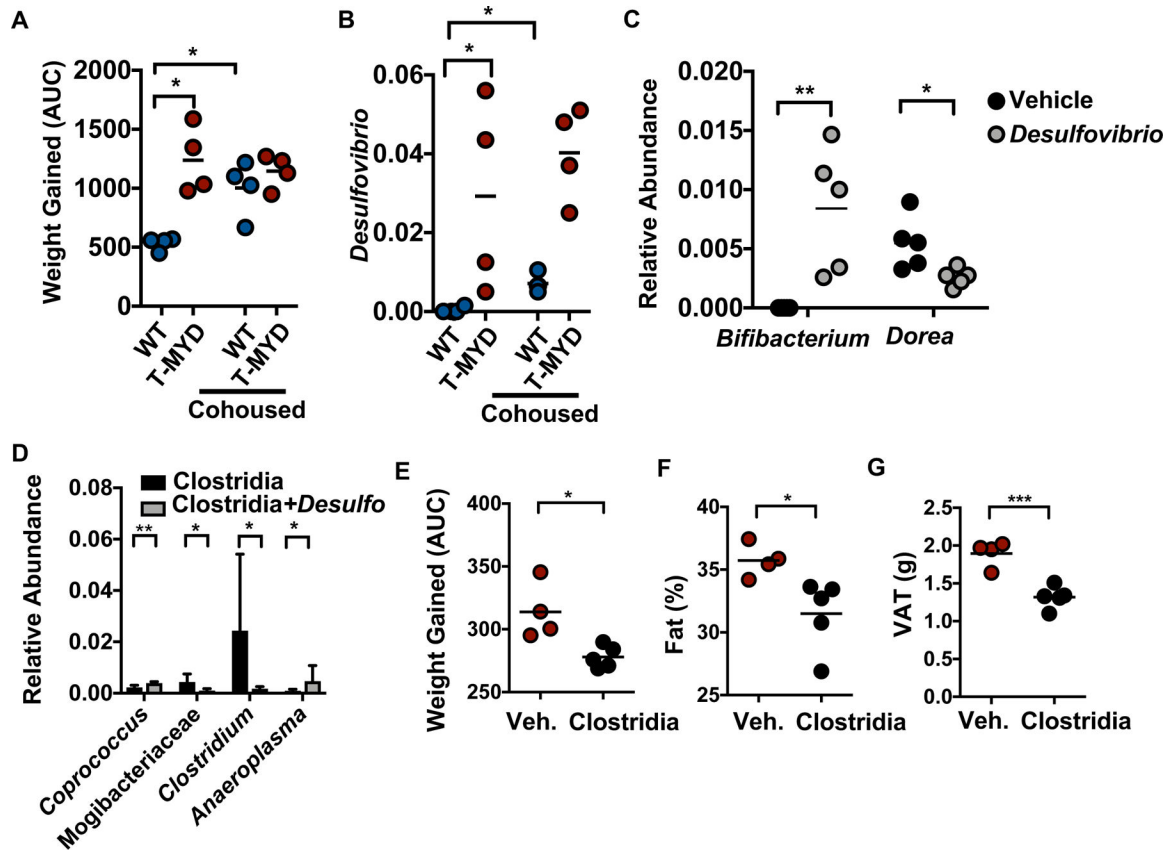 A
Weight Gained (AUC)
2000
1500
1000
500
0
*
*
WT
T-MYD
WT
T-MYD
Cohoused
B
Desulfovibrio
0.06
0.04
0.02
0.00
*
*
WT
T-MYD
WT
T-MYD
Cohoused
C
Relative Abundance
0.020
0.015
0.010
0.005
0.000
**
*
Vehicle
Desulfovibrio
Bifibacterium
Dorea
D
Relative Abundance
0.08
0.06
0.04
0.02
0.00
Clostridia
Clostridia+Desulfo
**
*
*
*
Coprococcus
Mogibacteriaceae
Clostridium
Anaeroplasma
E
Weight Gained (AUC)
400
350
300
250
*
Veh. Clostridia
F
Fat (%)
40
35
30
25
*
Veh. Clostridia
G
VAT (g)
2.5
2.0
1.5
1.0
0.5
0.0
***
Veh. Clostridia